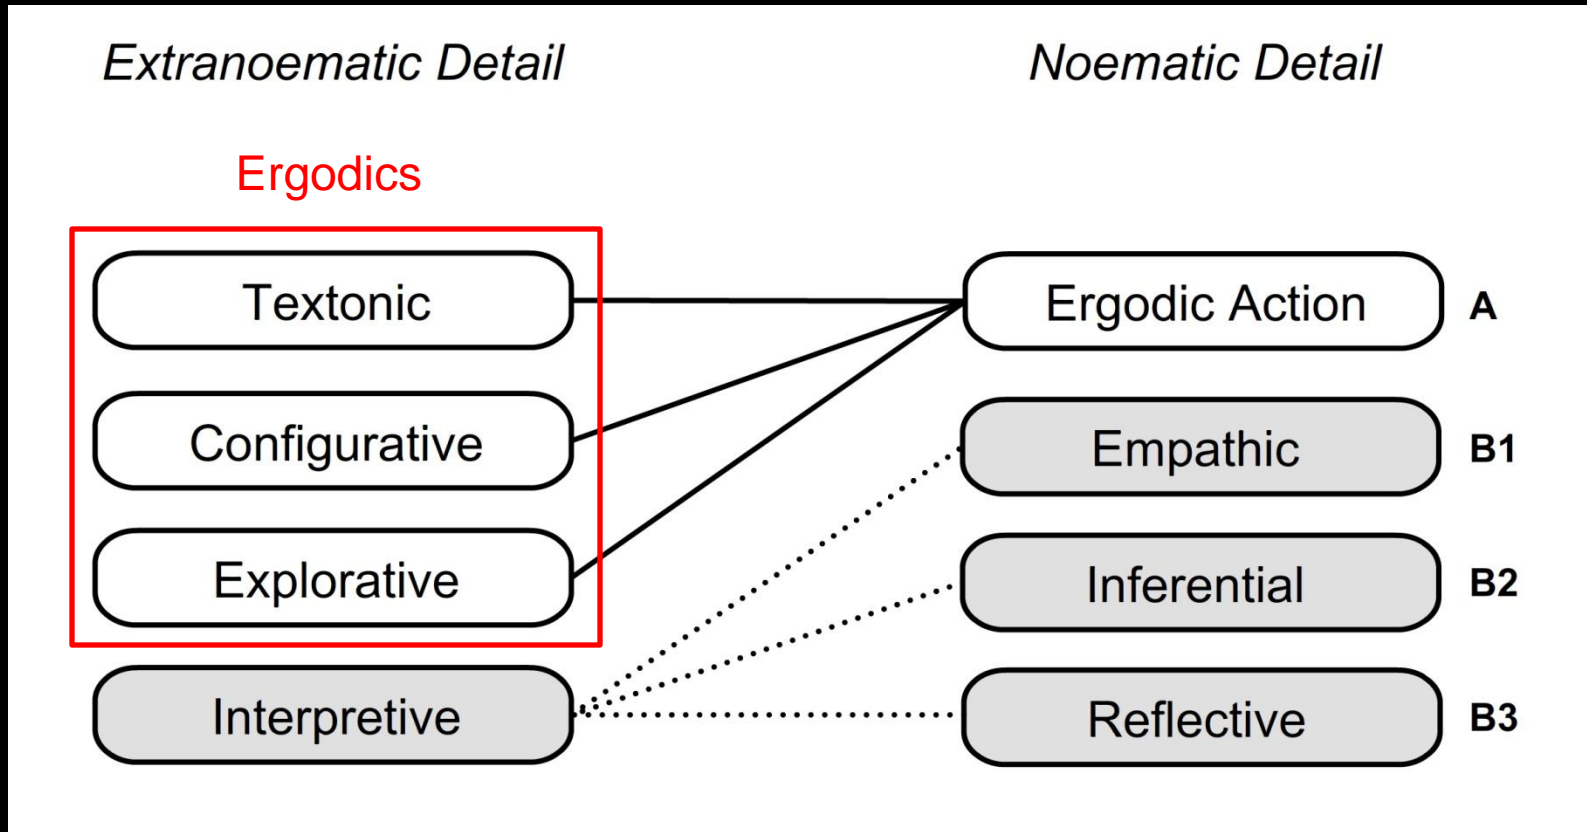 Extranoematic Detail
Noematic Detail
Ergodics
Textonic
Ergodic Action
A
Configurative
Empathic
B1
Explorative
Inferential
B2
Interpretive
Reflective
B3